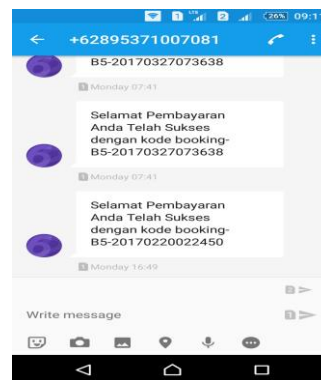 26% 09:11
+62895371007081
B5-20170327073638
Monday 07:41
Selamat Pembayaran
Anda Telah Sukses
dengan kode booking-
B5-20170327073638
Monday 07:41
Selamat Pembayaran
Anda Telah Sukses
dengan kode booking-
B5-20170220022450
Monday 16:49
Write message